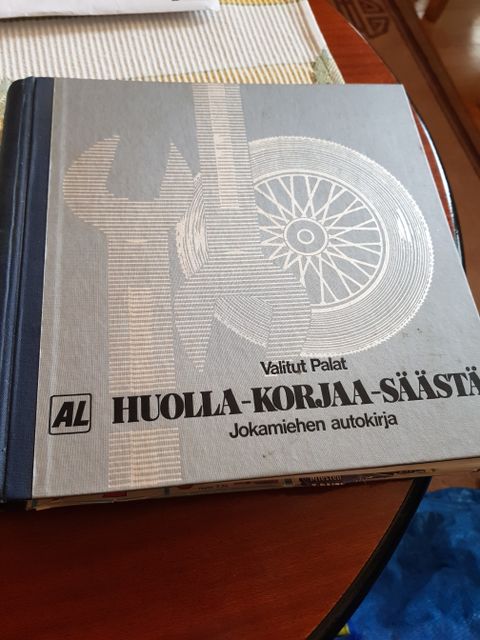 Valitut Palat
AL HUOLLA-KORJAA-SÄÄSTÄ
Jokamiehen autokirja